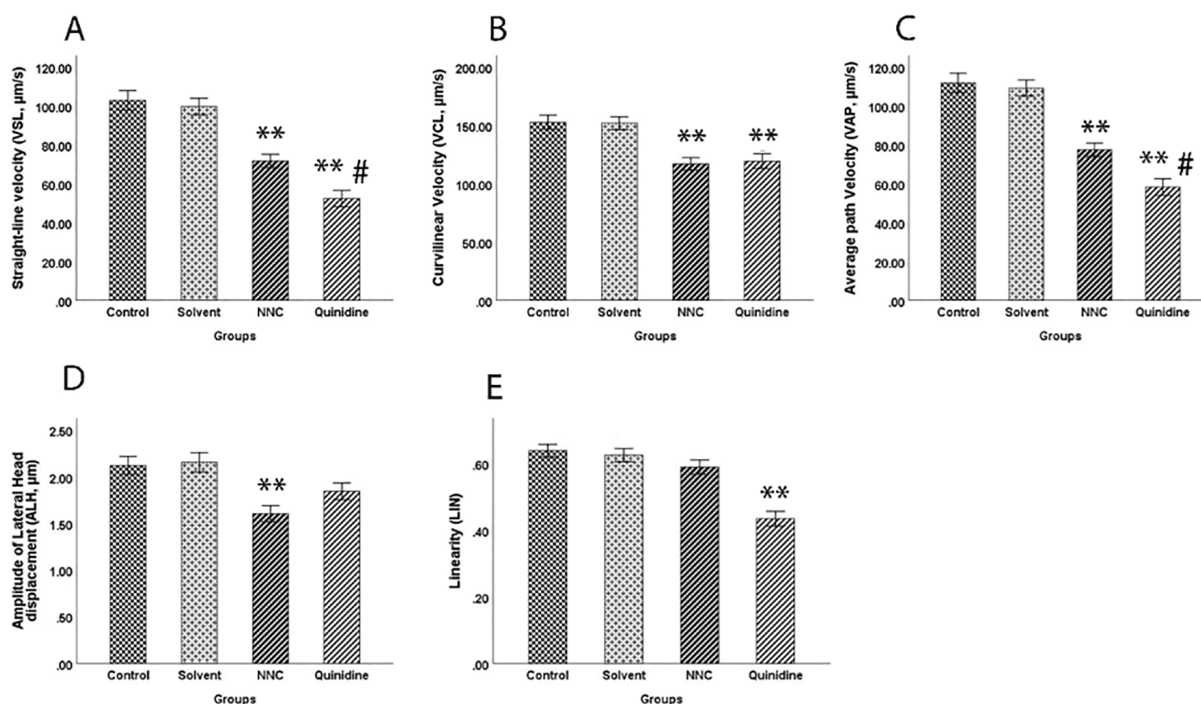 A
Straight-line velocity (VSL, µm/s)
120.00
100.00
80.00
60.00
40.00
20.00
.00
**
** #
Control Solvent NNC Quinidine
Groups
B
Curvilinear Velocity (VCL, µm/s)
200.00
150.00
100.00
50.00
.00
**
**
Control Solvent NNC Quinidine
Groups
C
Average path Velocity (VAP, µm/s)
120.00
100.00
80.00
60.00
40.00
20.00
.00
**
** #
Control Solvent NNC Quinidine
Groups
D
Amplitude of Lateral Head
displacement (ALH, µm)
2.50
2.00
1.50
1.00
.50
.00
**
Control Solvent NNC Quinidine
Groups
E
Linearity (LIN)
.60
.40
.20
.00
**
Control Solvent NNC Quinidine
Groups